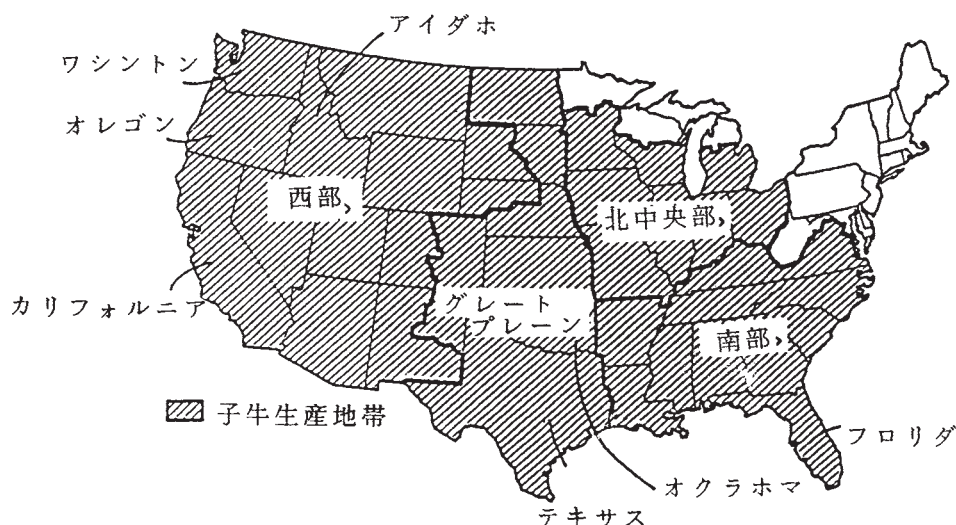 アイダホ
ワシントン
オレゴン
西部
北中央部
カリフォルニア
グレート
プレーン
南部
子牛生産地帯
フロリダ
オクラホマ
テキサス